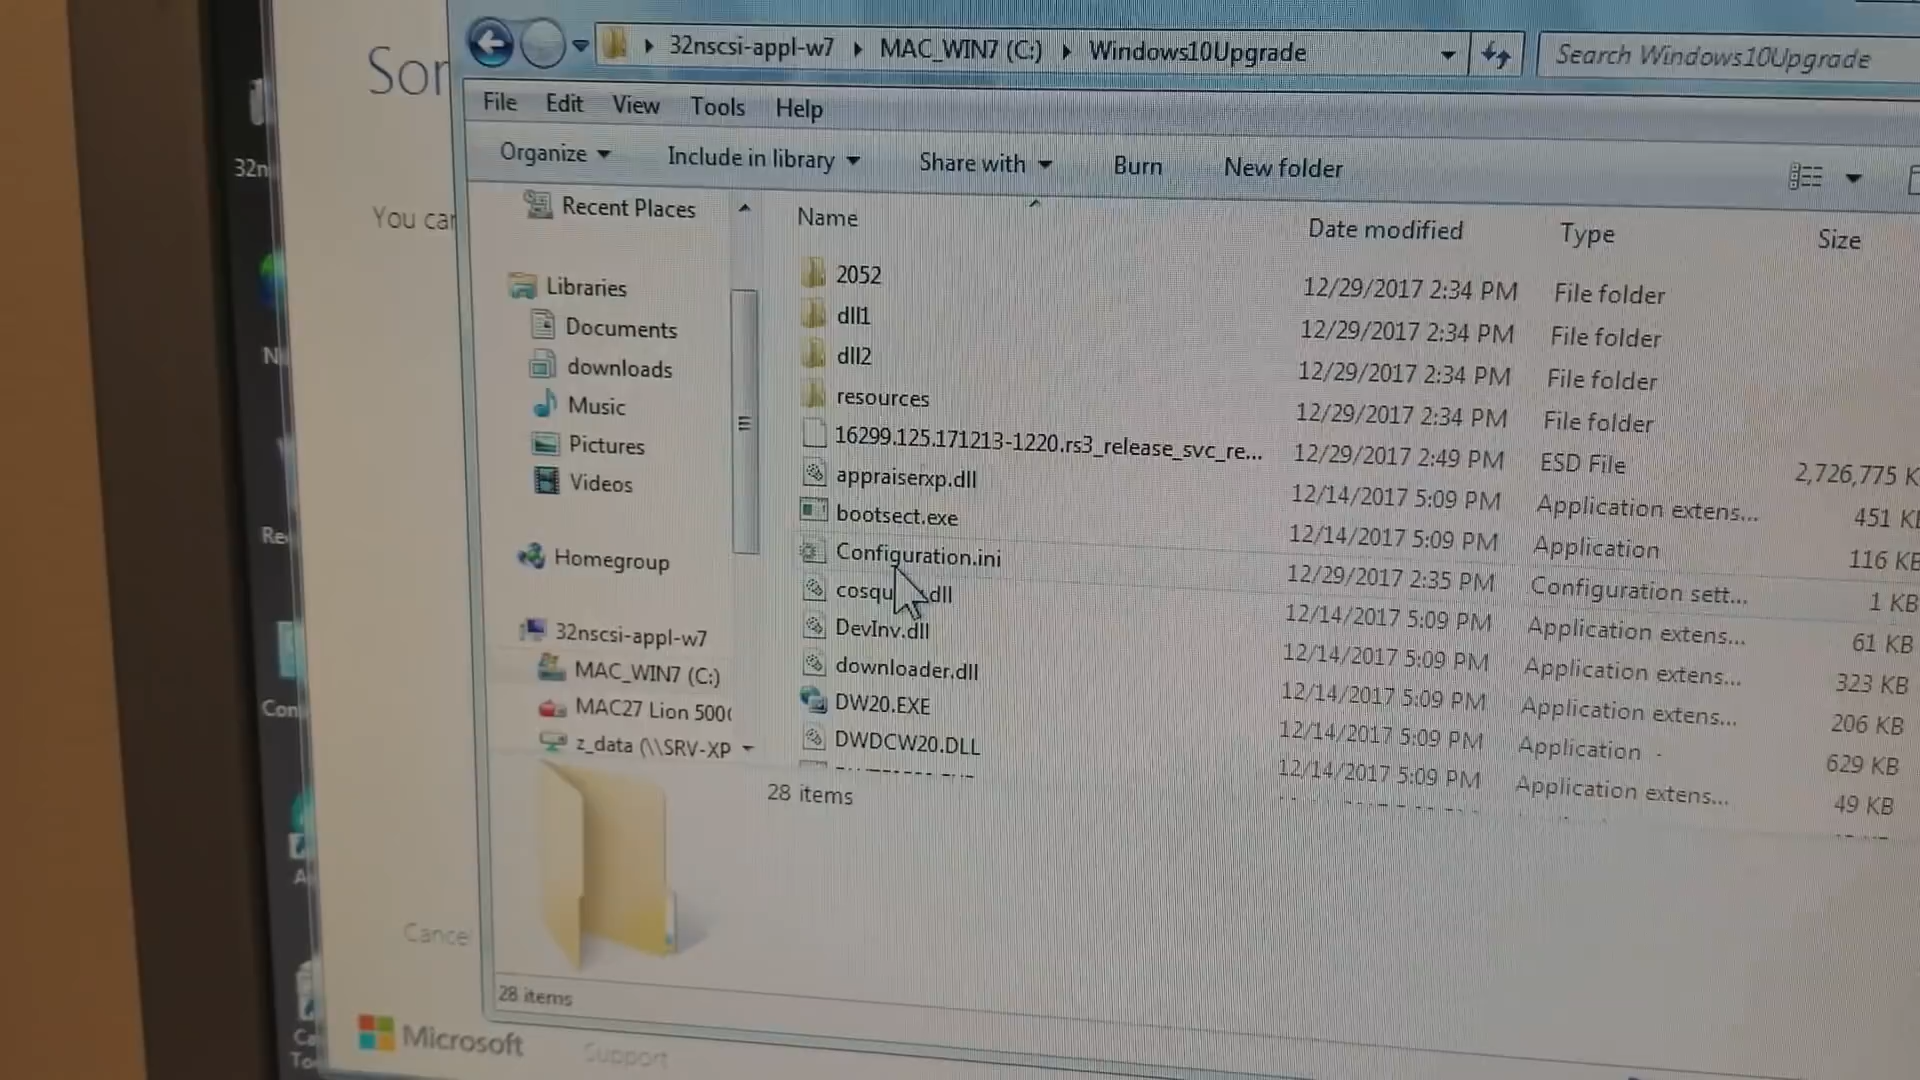 32nscsi-appl-w7 MAC_WIN7 (C:) Windows10Upgrade Search Windows10Upgrade
File Edit View Tools Help
Organize Include in library Share with Burn New folder
Sor
You car
32n
N
Re
Con
A
Ca
To
Cance
Microsoft Support
Recent Places
Libraries
Documents
downloads
Music
Pictures
Videos
Homegroup
32nscsi-appl-w7
MAC_WIN7 (C:)
MAC27 Lion 500(
z_data (\\SRV-XP
Name Date modified Type Size
2052 12/29/2017 2:34 PM File folder
dll1 12/29/2017 2:34 PM File folder
dll2 12/29/2017 2:34 PM File folder
resources 12/29/2017 2:34 PM File folder
16299.125.171213-1220.rs3_release_svc_re... 12/29/2017 2:49 PM ESD File 2,726,775 K
appraiserxp.dll 12/14/2017 5:09 PM Application extens... 451 KB
bootsect.exe 12/14/2017 5:09 PM Application 116 KB
Configuration.ini 12/29/2017 2:35 PM Configuration sett... 1 KB
cosqu dll 12/14/2017 5:09 PM Application extens... 61 KB
DevInv.dll 12/14/2017 5:09 PM Application extens... 323 KB
downloader.dll 12/14/2017 5:09 PM Application extens... 206 KB
DW20.EXE 12/14/2017 5:09 PM Application 629 KB
DWDCW20.DLL 12/14/2017 5:09 PM Application extens... 49 KB
28 items
28 items